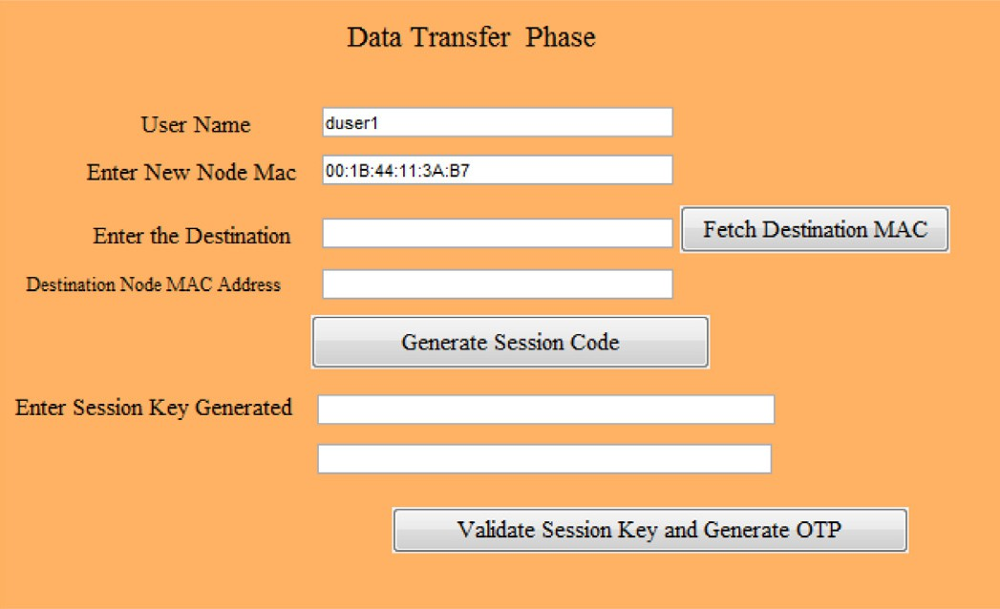 Data Transfer Phase
User Name duser1
Enter New Node Mac 00:1B:44:11:3A:B7
Enter the Destination Fetch Destination MAC
Destination Node MAC Address
Generate Session Code
Enter Session Key Generated
Validate Session Key and Generate OTP